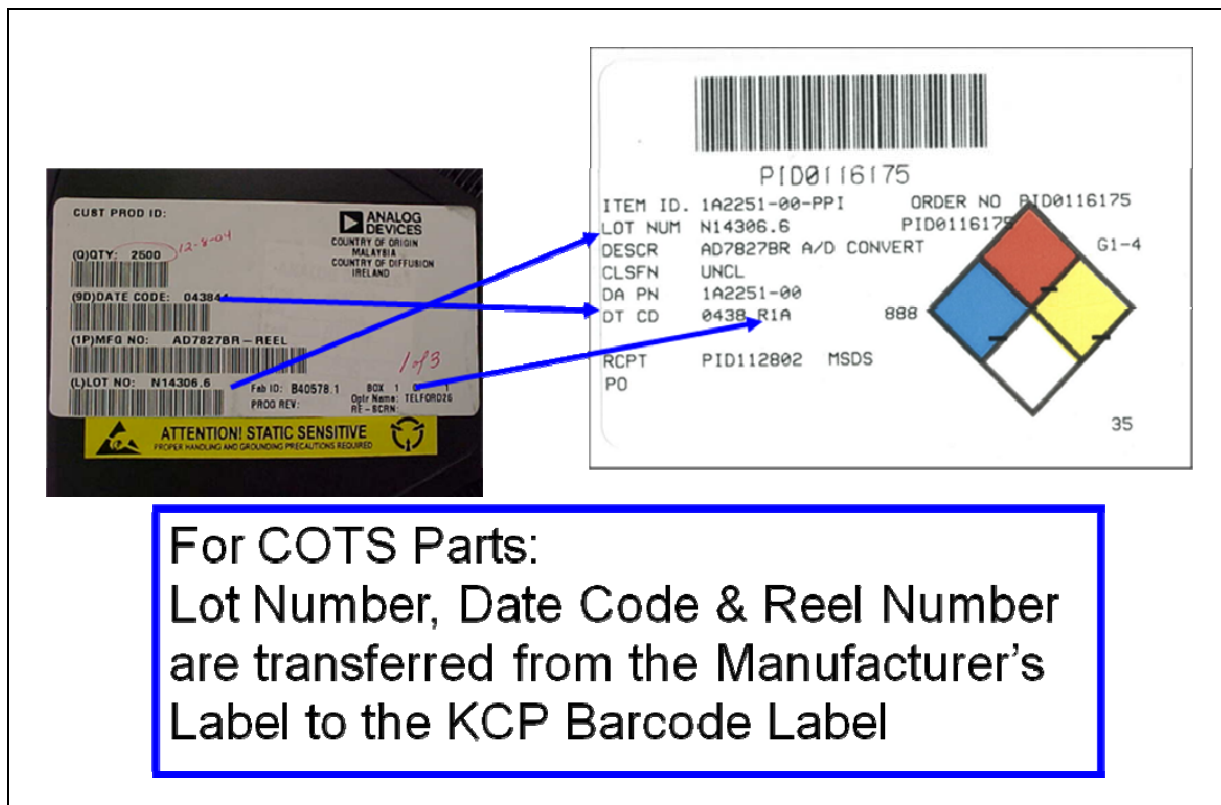 CUST PROD ID:
ANALOG
DEVICES
COUNTRY OF ORIGIN
MALAYSIA
COUNTRY OF DIFFUSION
IRELAND
(Q)QTY: 2500
12-8-04
(9D)DATE CODE: 043844
(1P)MFG NO: AD7827BR-REEL
1 of 3
(L)LOT NO: N14306.6
Fab ID: B40578.1 BOX 1
Optr Name: TELFORD26
PROG REV:
RE-SCRN:
ATTENTION! STATIC SENSITIVE
PROPER HANDLING AND GROUNDING PRECAUTIONS REQUIRED
PID0116175
ITEM ID. 1A2251-00-PPI ORDER NO PID0116175
LOT NUM N14306.6 PID0116175
DESCR AD7827BR A/D CONVERT G1-4
CLSFN UNCL
DA PN 1A2251-00
DT CD 0438 R1A 888
RCPT PID112802 MSDS
PO
35
For COTS Parts:
Lot Number, Date Code & Reel Number
are transferred from the Manufacturer's
Label to the KCP Barcode Label